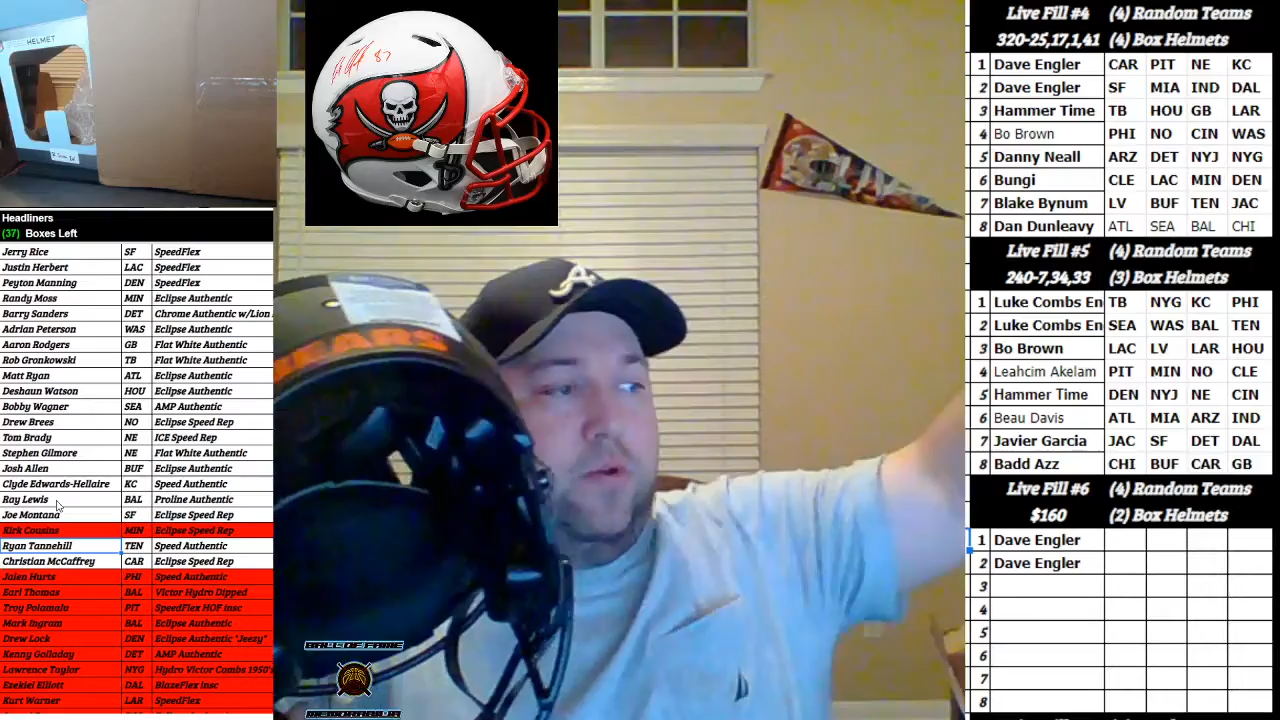 HELMET
87
Headliners
(37) Boxes Left
Jerry Rice SF SpeedFlex
Justin Herbert LAC SpeedFlex
Peyton Manning DEN SpeedFlex
Randy Moss MIN Eclipse Authentic
Barry Sanders DET Chrome Authentic w/Lion
Adrian Peterson WAS Eclipse Authentic
Aaron Rodgers GB Flat White Authentic
Rob Gronkowski TB Flat White Authentic
Matt Ryan ATL Eclipse Authentic
Deshaun Watson HOU Eclipse Authentic
Bobby Wagner SEA AMP Authentic
Drew Brees NO Eclipse Speed Rep
Tom Brady NE ICE Speed Rep
Stephen Gilmore NE Flat White Authentic
Josh Allen BUF Eclipse Authentic
Clyde Edwards-Hellaire KC Speed Authentic
Ray Lewis BAL Proline Authentic
Joe Montana SF Eclipse Speed Rep
Kirk Cousins MIN Eclipse Speed Rep
Ryan Tannehill TEN Speed Authentic
Christian McCaffrey CAR Eclipse Speed Rep
Jalen Hurts PHI Speed Authentic
Earl Thomas BAL Victor Hydro Dipped
Troy Polamalu PIT SpeedFlex HOF insc
Mark Ingram BAL Eclipse Authentic
Drew Lock DEN Eclipse Authentic "Jeezy"
Kenny Golladay DET AMP Authentic
Lawrence Taylor NYG Hydro Victor Combs 1950's
Ezekiel Elliott DAL BlazeFlex insc
Kurt Warner LAR SpeedFlex
BEARS
BALL OF FAME
MEMORABILIA
Live Fill #4 (4) Random Teams
320-25,17,1,41 (4) Box Helmets
1 Dave Engler CAR PIT NE KC
2 Dave Engler SF MIA IND DAL
3 Hammer Time TB HOU GB LAR
4 Bo Brown PHI NO CIN WAS
5 Danny Neall ARZ DET NYJ NYG
6 Bungi CLE LAC MIN DEN
7 Blake Bynum LV BUF TEN JAC
8 Dan Dunleavy ATL SEA BAL CHI
Live Fill #5 (4) Random Teams
240-7,34,33 (3) Box Helmets
1 Luke Combs En TB NYG KC PHI
2 Luke Combs En SEA WAS BAL TEN
3 Bo Brown LAC LV LAR HOU
4 Leahcim Akelam PIT MIN NO CLE
5 Hammer Time DEN NYJ NE CIN
6 Beau Davis ATL MIA ARZ IND
7 Javier Garcia JAC SF DET DAL
8 Badd Azz CHI BUF CAR GB
Live Fill #6 (4) Random Teams
$160 (2) Box Helmets
1 Dave Engler
2 Dave Engler
3
4
5
6
7
8